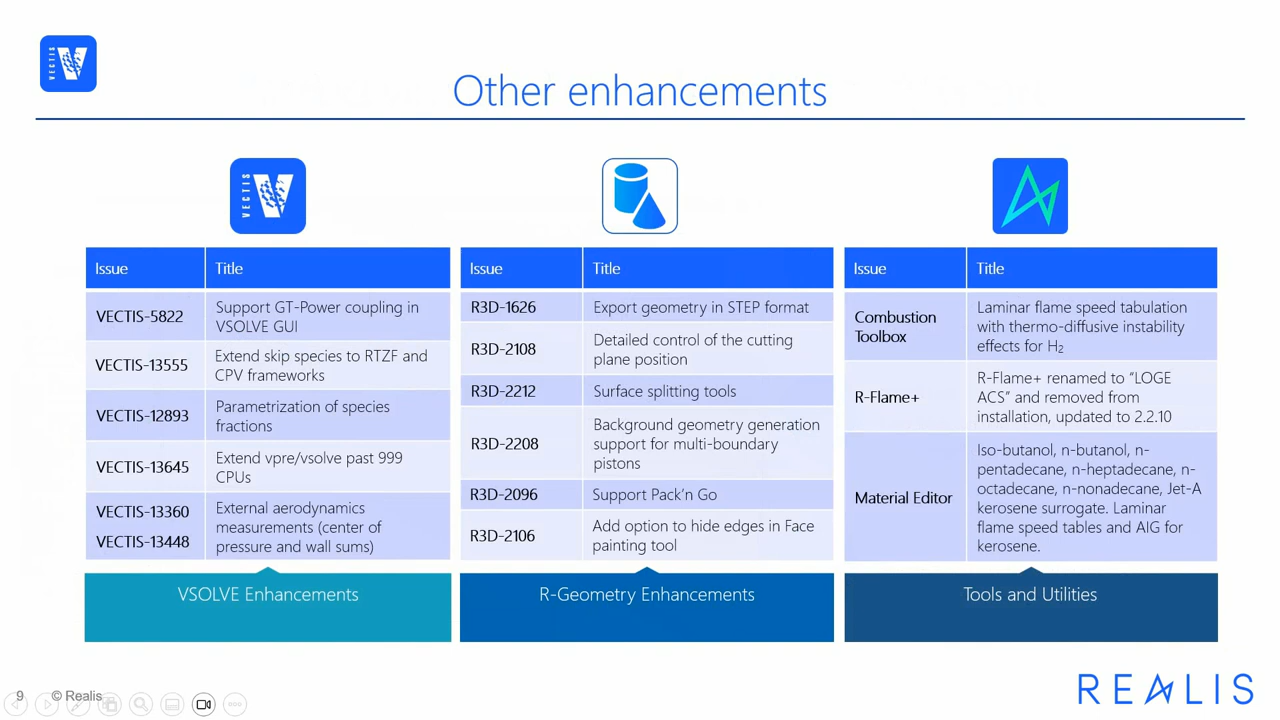 VECTIS
Other enhancements
VECTIS
Issue Title
VECTIS-5822
Support GT-Power coupling in
VSOLVE GUI
VECTIS-13555
Extend skip species to RTZF and
CPV frameworks
VECTIS-12893
Parametrization of species
fractions
VECTIS-13645
Extend vpre/vsolve past 999
CPUs
VECTIS-13360
VECTIS-13448
External aerodynamics
measurements (center of
pressure and wall sums)
VSOLVE Enhancements
Issue Title
R3D-1626 Export geometry in STEP format
R3D-2108
Detailed control of the cutting
plane position
R3D-2212 Surface splitting tools
R3D-2208
Background geometry generation
support for multi-boundary
pistons
R3D-2096 Support Pack'n Go
R3D-2106
Add option to hide edges in Face
painting tool
R-Geometry Enhancements
Issue Title
Combustion
Toolbox
Laminar flame speed tabulation
with thermo-diffusive instability
effects for H₂
R-Flame+
R-Flame+ renamed to “LOGE
ACS” and removed from
installation, updated to 2.2.10
Material Editor
Iso-butanol, n-butanol, n-
pentadecane, n-heptadecane, n-
octadecane, n-nonadecane, Jet-A
kerosene surrogate. Laminar
flame speed tables and AIG for
kerosene.
Tools and Utilities
9 © Realis
REALIS